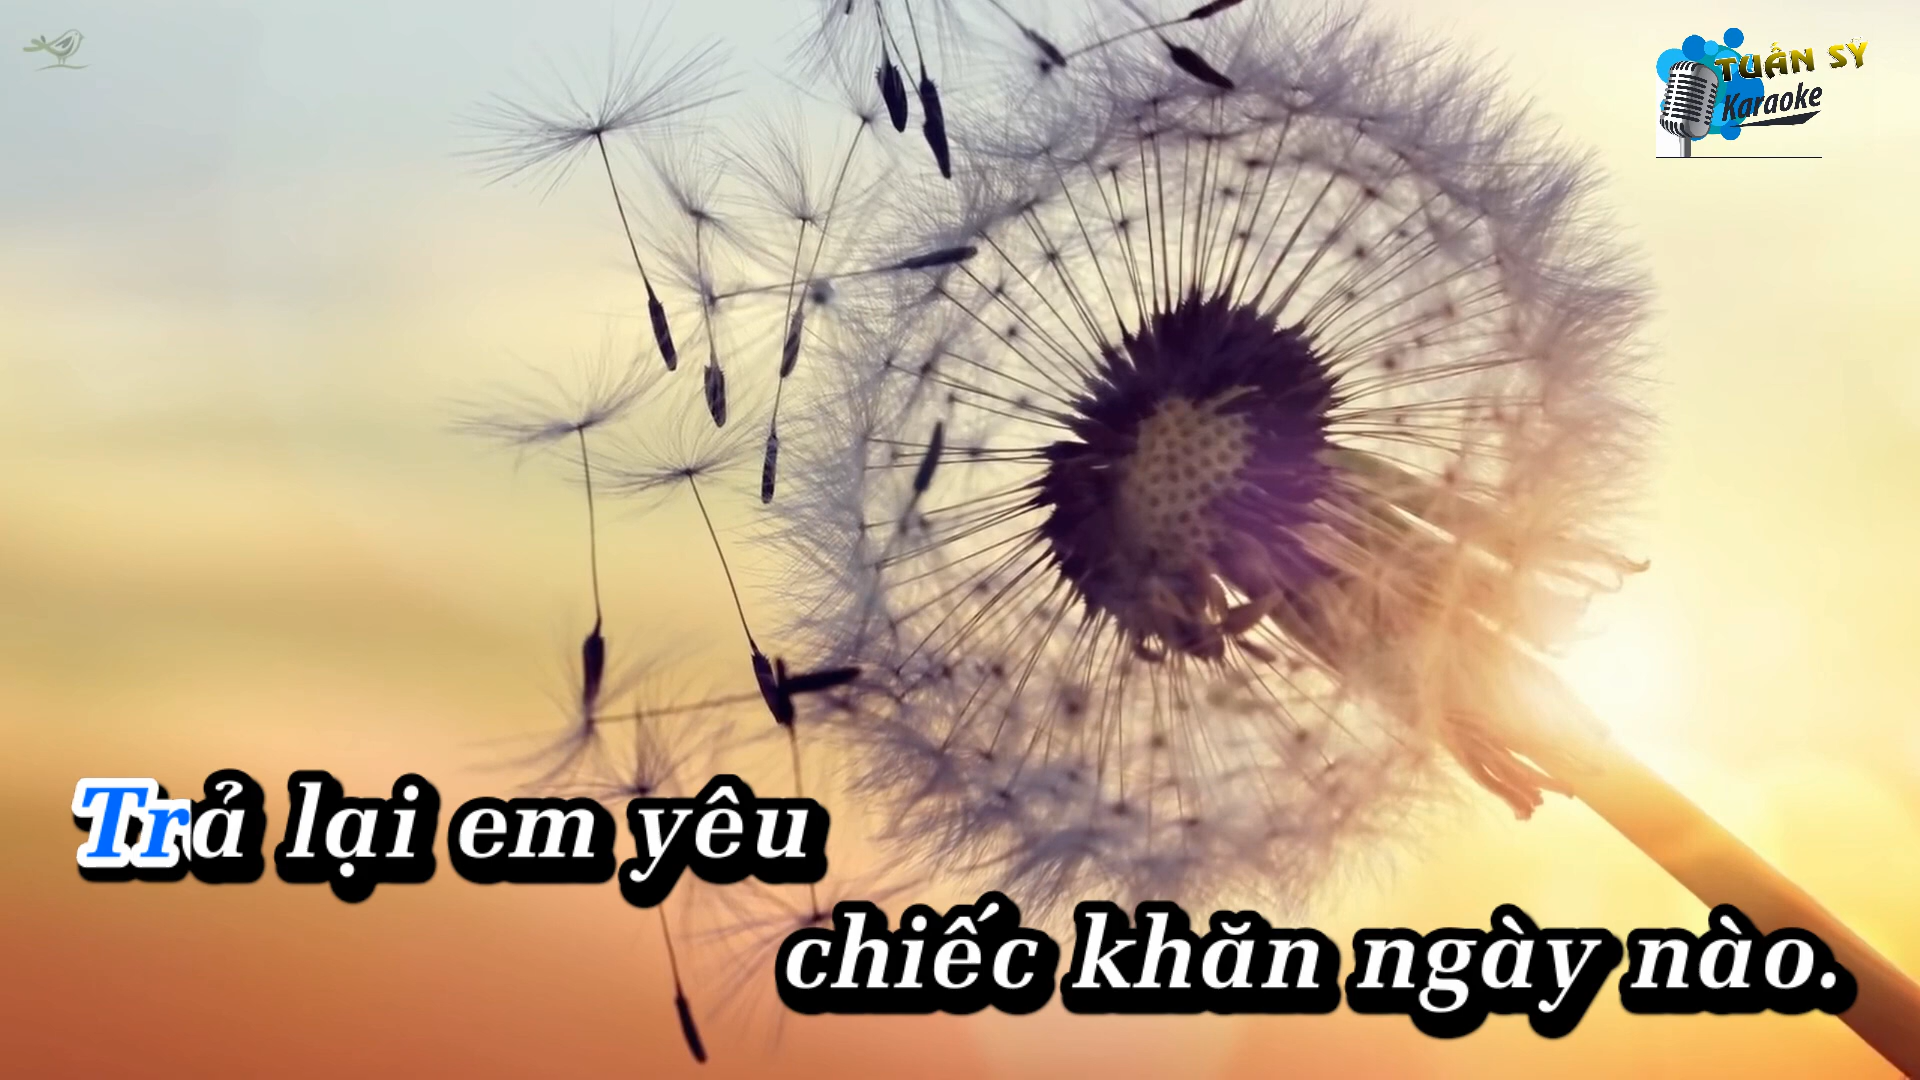 TUẤN SỸ
Karaoke
Trả lại em yêu
chiếc khăn ngày nào.